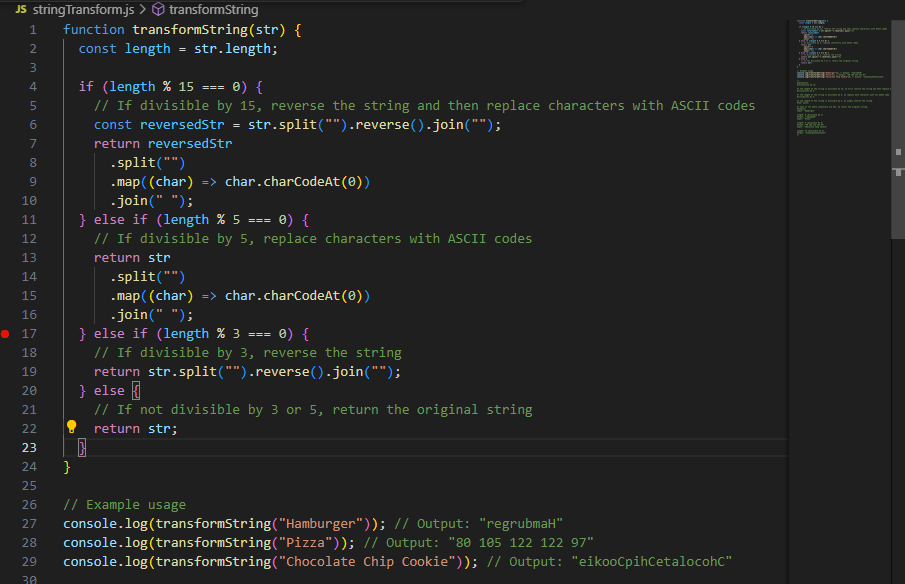 JS stringTransform.js > transformString
1 function transformString(str) {
2   const length = str.length;
3
4   if (length % 15 === 0) {
5     // If divisible by 15, reverse the string and then replace characters with ASCII codes
6     const reversedStr = str.split("").reverse().join("");
7     return reversedStr
8       .split("")
9       .map((char) => char.charCodeAt(0))
10       .join(" ");
11   } else if (length % 5 === 0) {
12     // If divisible by 5, replace characters with ASCII codes
13     return str
14       .split("")
15       .map((char) => char.charCodeAt(0))
16       .join(" ");
17   } else if (length % 3 === 0) {
18     // If divisible by 3, reverse the string
19     return str.split("").reverse().join("");
20   } else {
21     // If not divisible by 3 or 5, return the original string
22     return str;
23   }
24 }
25
26 // Example usage
27 console.log(transformString("Hamburger")); // Output: "regrubmaH"
28 console.log(transformString("Pizza")); // Output: "80 105 122 122 97"
29 console.log(transformString("Chocolate Chip Cookie")); // Output: "eikooCpihCetalocohC"
30